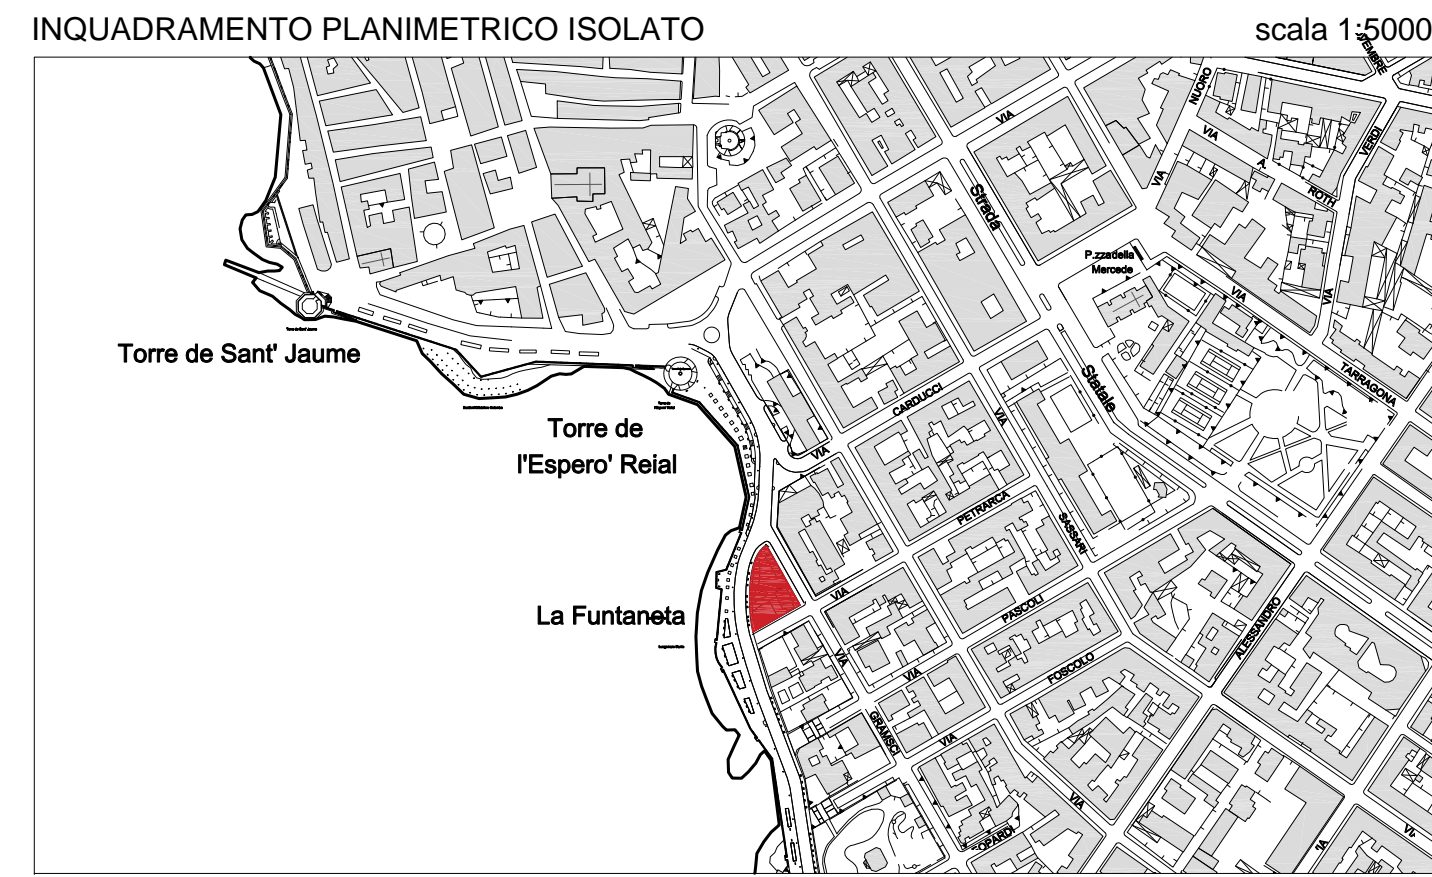 INQUADRAMENTO PLANIMETRICO ISOLATO
scala 1:5000
VIA
NUORO
VIA
VERDI
A.
VIA
ROTH
Strada
P.zzadella
Mercede
VIA
VIA
Torre de Sant' Jaume
TARRAGONA
Statale
CARDUCCI
VIA
Torre de
l'Espero' Reial
VIA
PETRARCA
SASSARI
VIA
La Funtaneta
PASCOLI
ALESSANDRO
VIA
FOSCOLO
VIA
GRAMSCI
VIA
VIA